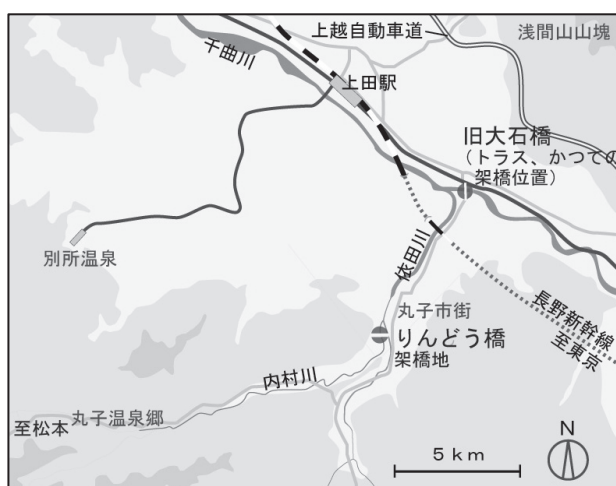 上越自動車道
浅間山山塊
千曲川
上田駅
旧大石橋
(トラス、かつての
架橋位置)
別所温泉
依田川
丸子市街
りんどう橋
架橋地
長野新幹線
至東京
内村川
丸子温泉郷
至松本
N
5 km